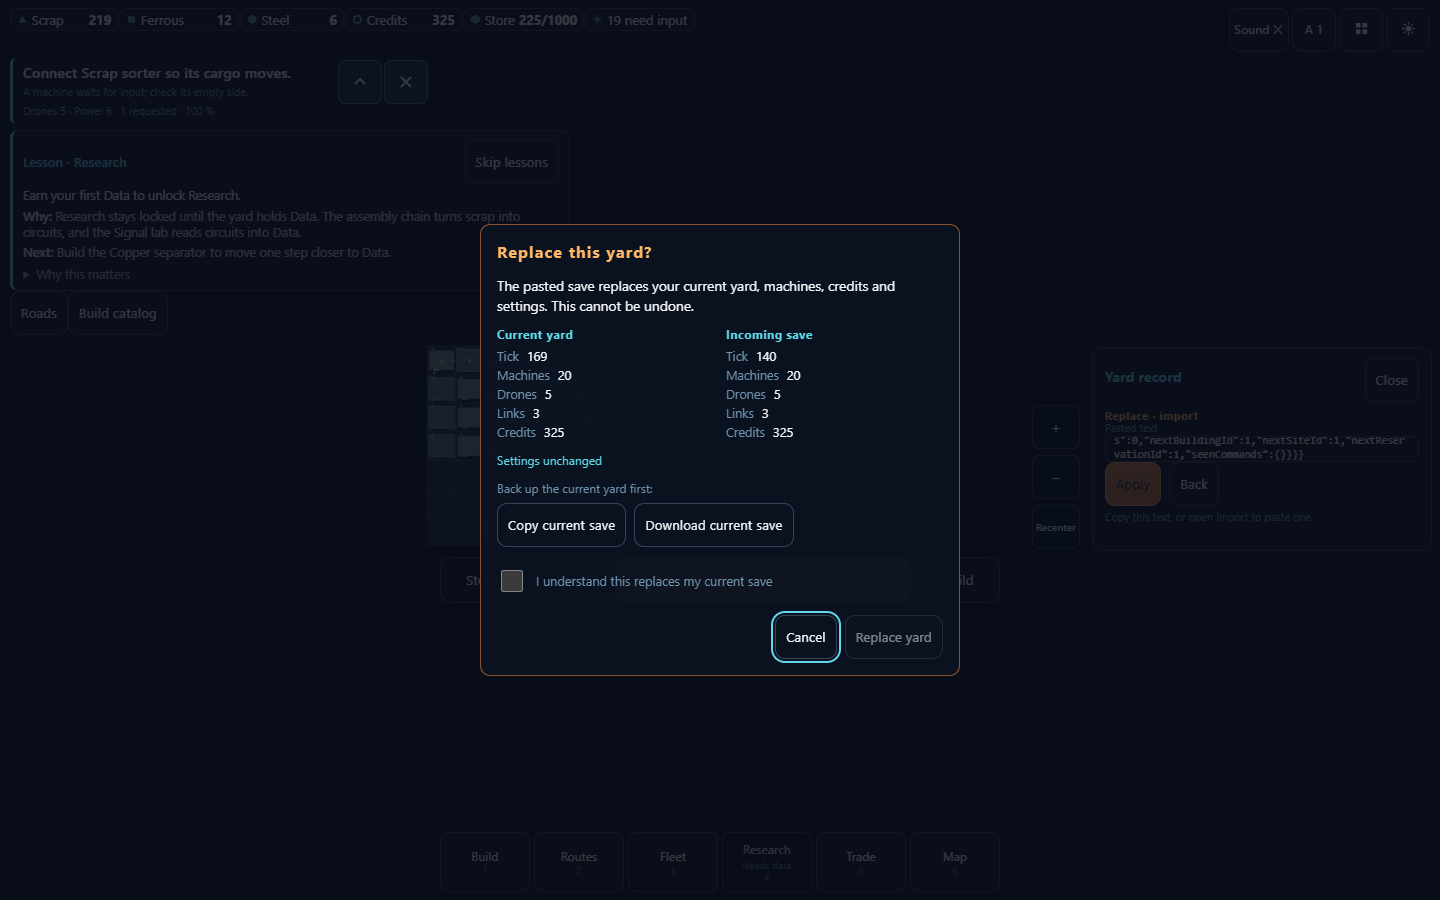 Scrap 219 Ferrous 12 Steel 6 Credits 325 Store 225/1000 19 need input
Sound A 1
Connect Scrap sorter so its cargo moves.
A machine waits for input; check its empty side.
Drones 5 · Power 6 · 1 requested · 100 %
Lesson · Research
Skip lessons
Earn your first Data to unlock Research.
Why: Research stays locked until the yard holds Data. The assembly chain turns scrap into
circuits, and the Signal lab reads circuits into Data.
Next: Build the Copper separator to move one step closer to Data.
Why this matters
Roads Build catalog
Replace this yard?
The pasted save replaces your current yard, machines, credits and
settings. This cannot be undone.
Current yard
Tick 169
Machines 20
Drones 5
Links 3
Credits 325
Incoming save
Tick 140
Machines 20
Drones 5
Links 3
Credits 325
Settings unchanged
Back up the current yard first:
Copy current save Download current save
I understand this replaces my current save
Cancel Replace yard
+
−
Recenter
Yard record
Close
Replace · import
Pasted text
s":0,"nextBuildingId":1,"nextSiteId":1,"nextReser
vationId":1,"seenCommands":{}}}}
Apply Back
Copy this text, or open Import to paste one.
Build
1
Routes
2
Fleet
3
Research
Needs data
4
Trade
5
Map
6